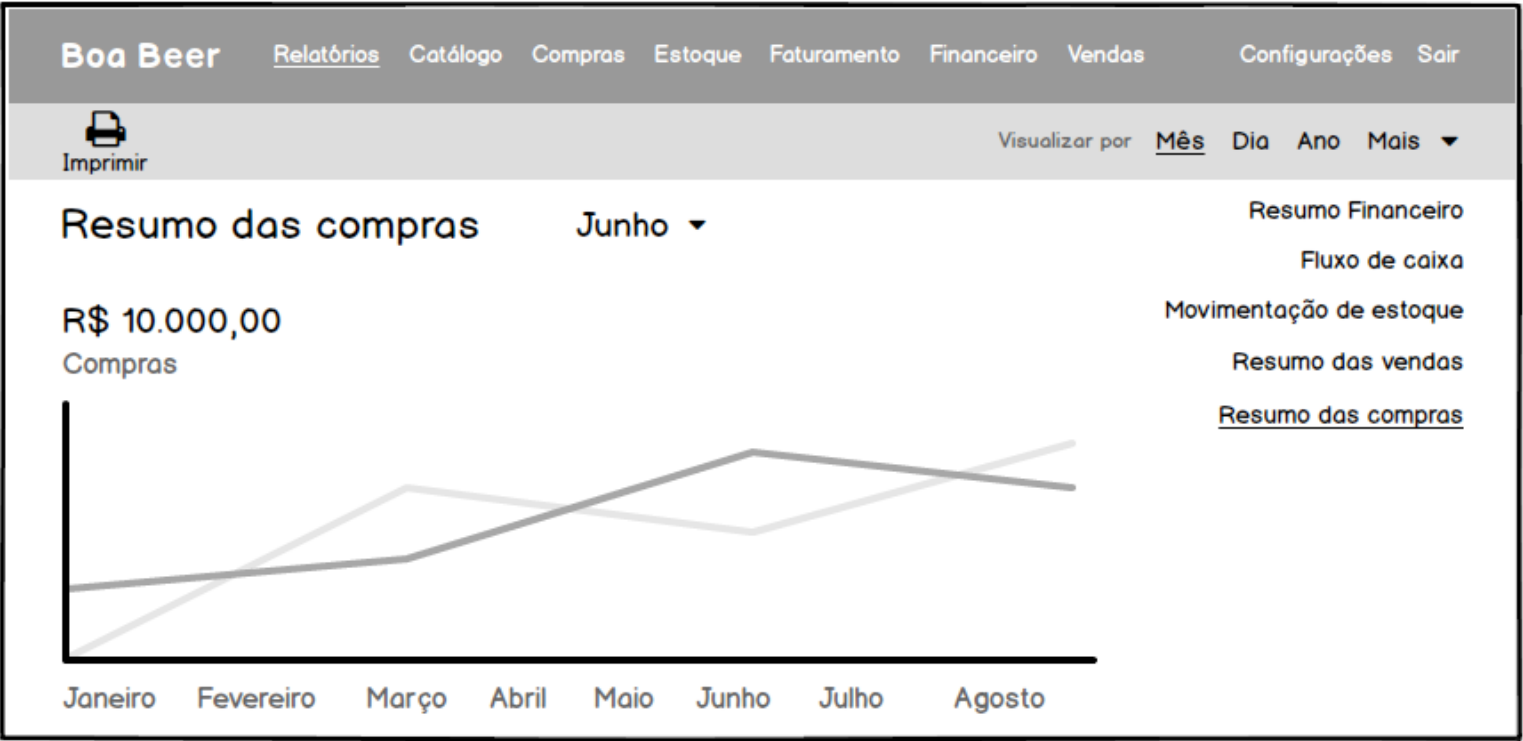 Boa Beer Relatórios Catálogo Compras Estoque Faturamento Financeiro Vendas Configurações Sair
Imprimir
Visualizar por Mês Dia Ano Mais
Resumo das compras Junho
R$ 10.000,00
Compras
Janeiro Fevereiro Março Abril Maio Junho Julho Agosto
Resumo Financeiro
Fluxo de caixa
Movimentação de estoque
Resumo das vendas
Resumo das compras